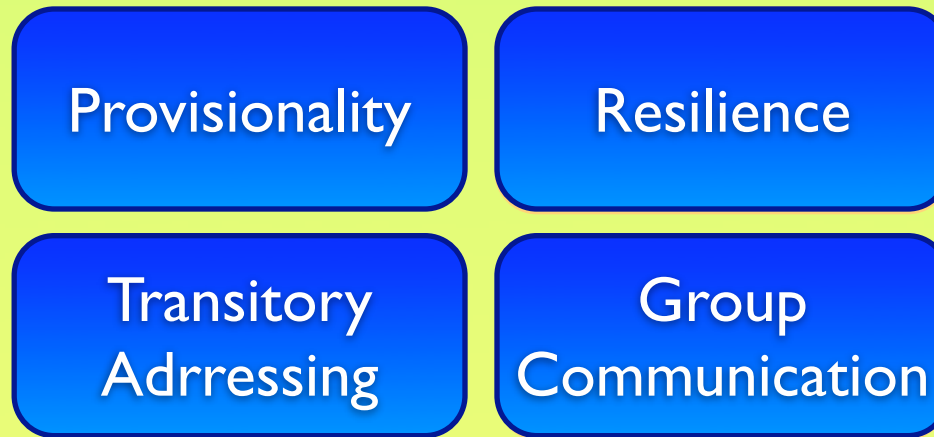 Provisionality
Resilience
Transitory
Adrressing
Group
Communication